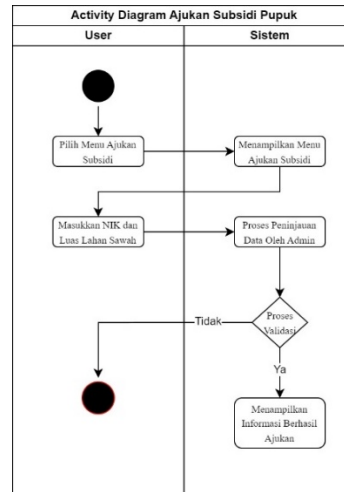 Activity Diagram Ajukan Subsidi Pupuk
User
Sistem
Pilih Menu Ajukan
Subsidi
Menampilkan Menu
Ajukan Subsidi
Masukkan NIK dan
Luas Lahan Sawah
Proses Peninjauan
Data Oleh Admin
Tidak
Proses
Validasi
Ya
Menampilkan
Informasi Berhasil
Ajukan